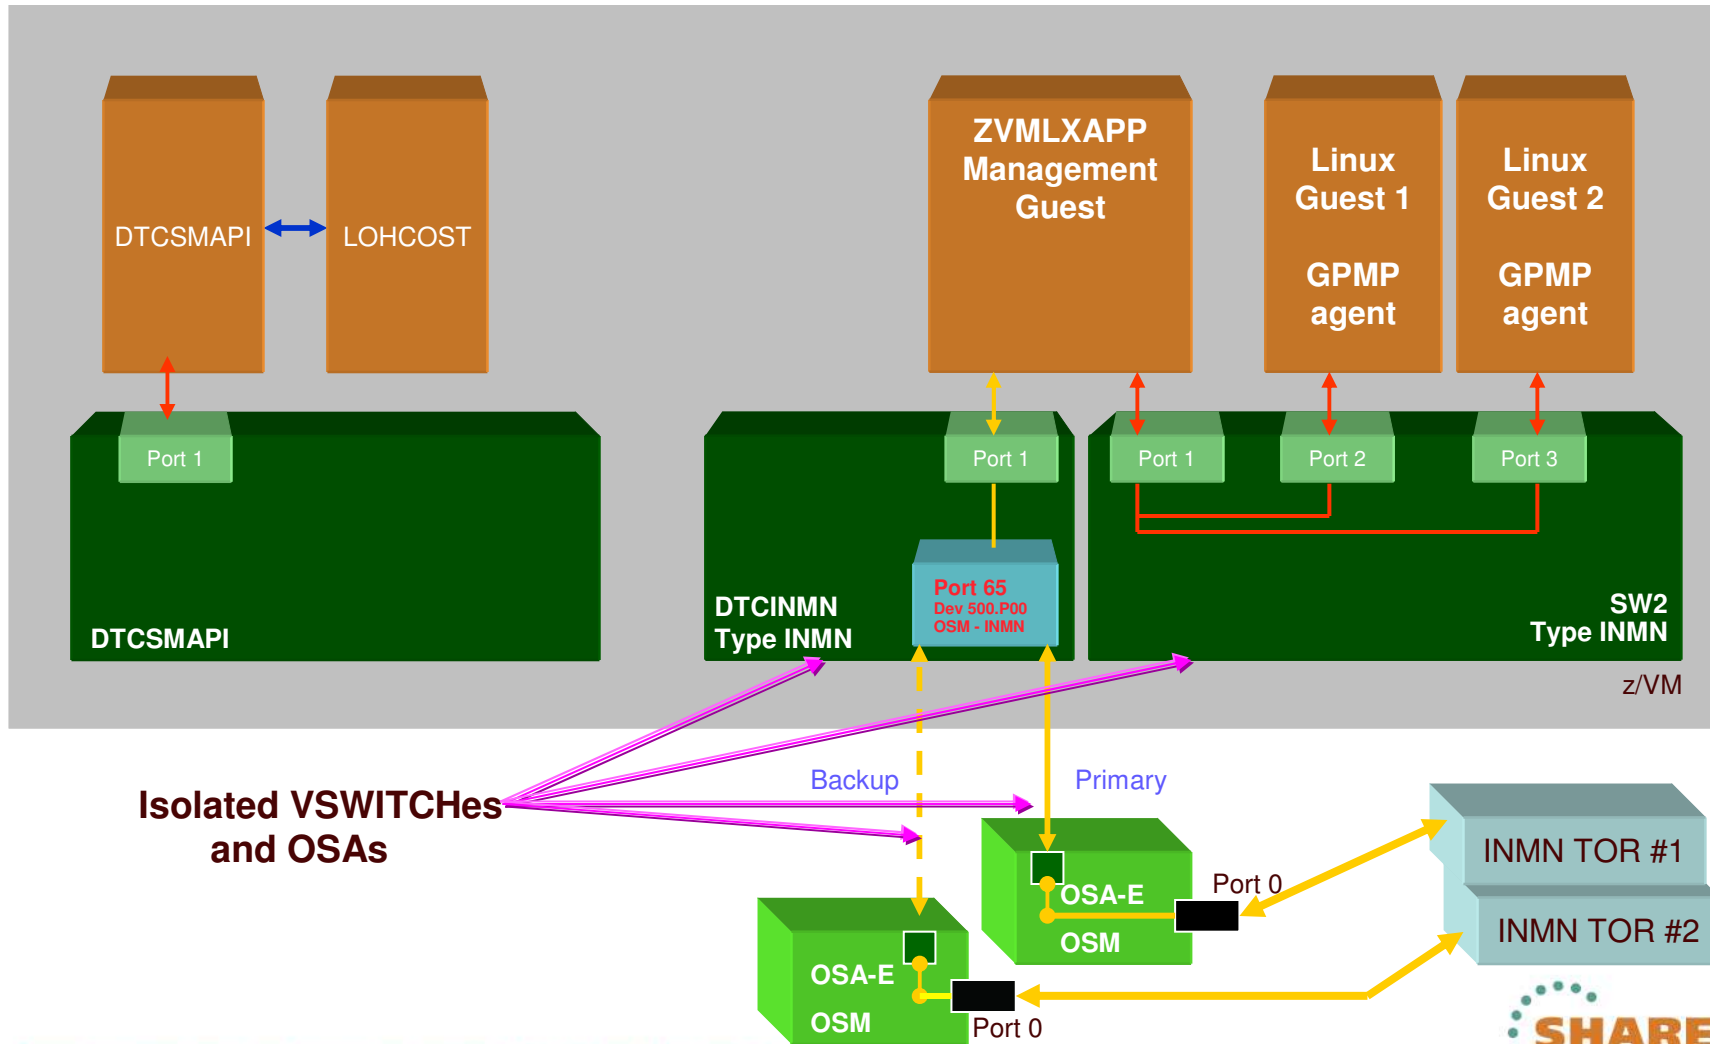 DTCSMAPI
LOHCOST
ZVMLXAPP
Management
Guest
Linux
Guest 1
GPMP
agent
Linux
Guest 2
GPMP
agent
Port 1
Port 1
Port 1
Port 2
Port 3
DTCSMAPI
DTCINMN
Type INMN
Port 65
Dev 500.P00
OSM - INMN
SW2
Type INMN
z/VM
Isolated VSWITCHes
and OSAs
Backup
Primary
OSA-E
OSM
Port 0
OSA-E
OSM
Port 0
INMN TOR #1
INMN TOR #2
SHARE